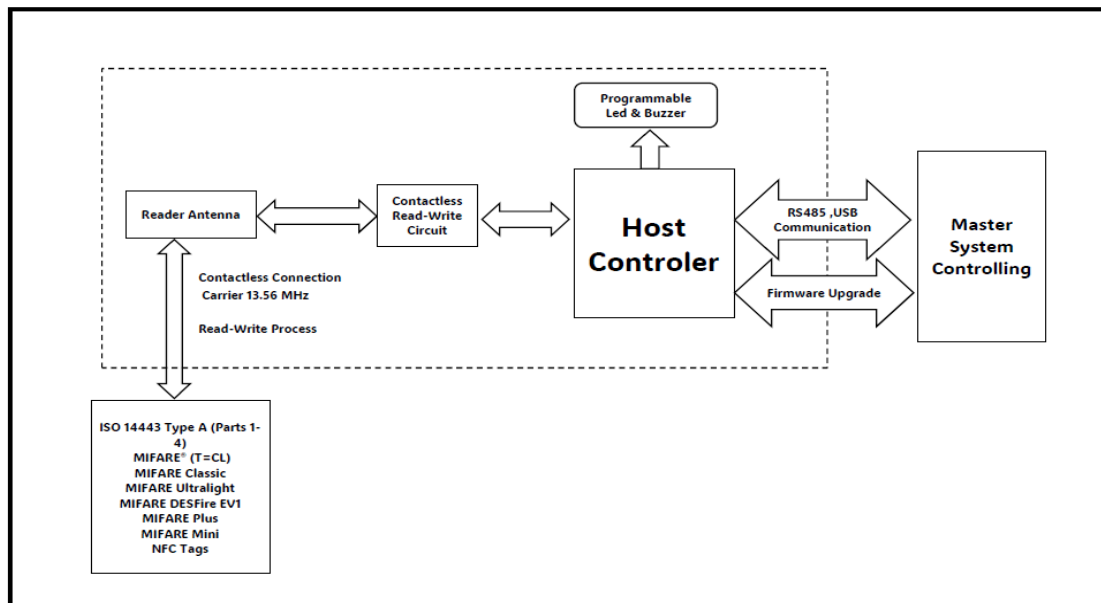 Programmable
Led & Buzzer
Reader Antenna
Contactless
Read-Write
Circuit
Host
Controler
RS485 ,USB
Communication
Firmware Upgrade
Master
System
Controlling
Contactless Connection
Carrier 13.56 MHz
Read-Write Process
ISO 14443 Type A (Parts 1-
4)
MIFARE® (T=CL)
MIFARE Classic
MIFARE Ultralight
MIFARE DESFire EV1
MIFARE Plus
MIFARE Mini
NFC Tags